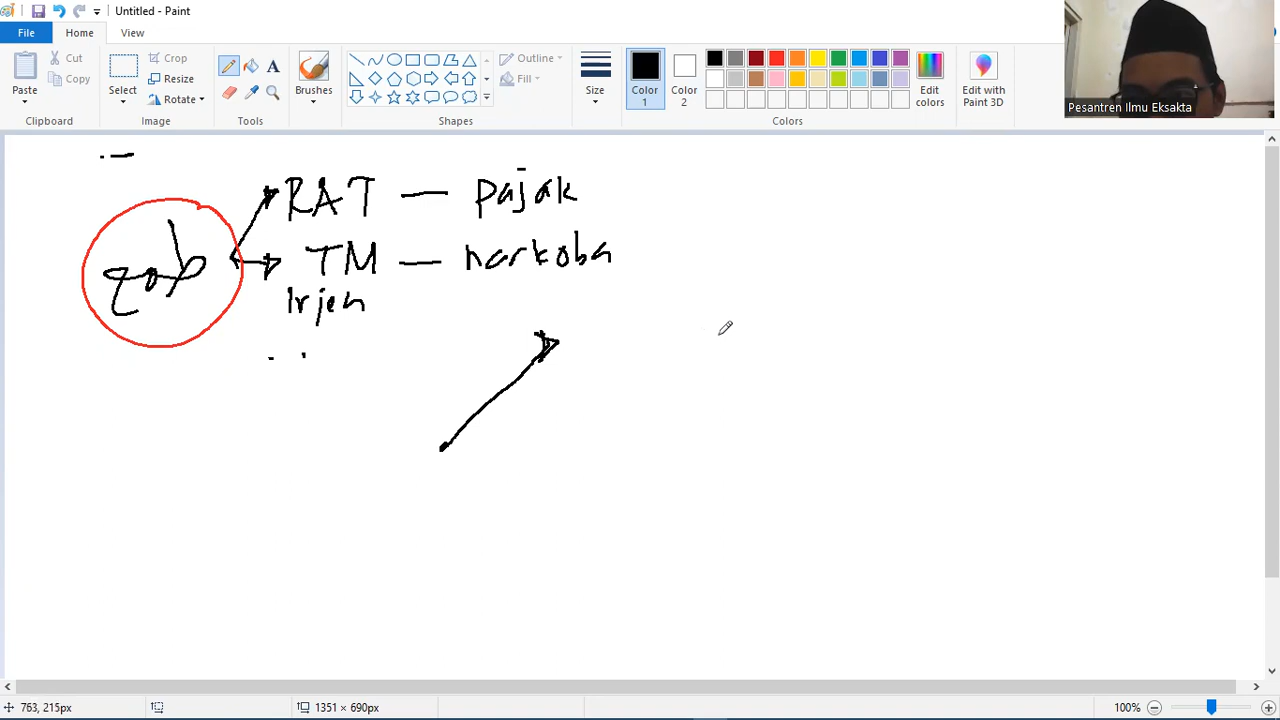 Untitled - Paint
File Home View
Paste
Cut
Copy
Clipboard
Select
Crop
Resize
Rotate
Image
A
Tools
Brushes
Outline
Fill
Shapes
Size
Color 1
Color 2
Edit colors
Edit with Paint 3D
Colors
Pesantren Ilmu Eksakta
RAT — pajak
qob
TM — narkoba
Irjen
763, 215px
1351 × 690px
100%